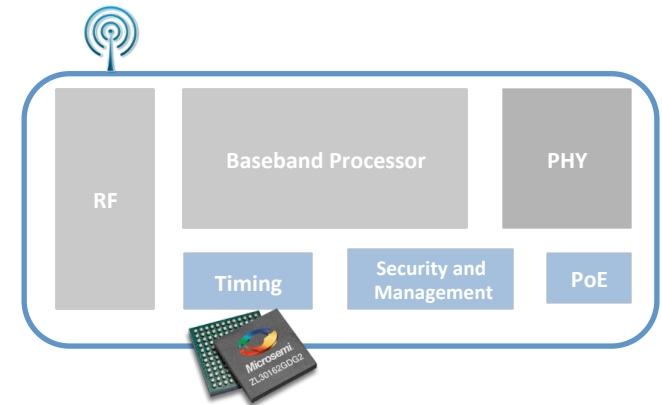 RF
Baseband Processor
PHY
Timing
Security and
Management
PoE
Microsemi
ZL30162GDG2